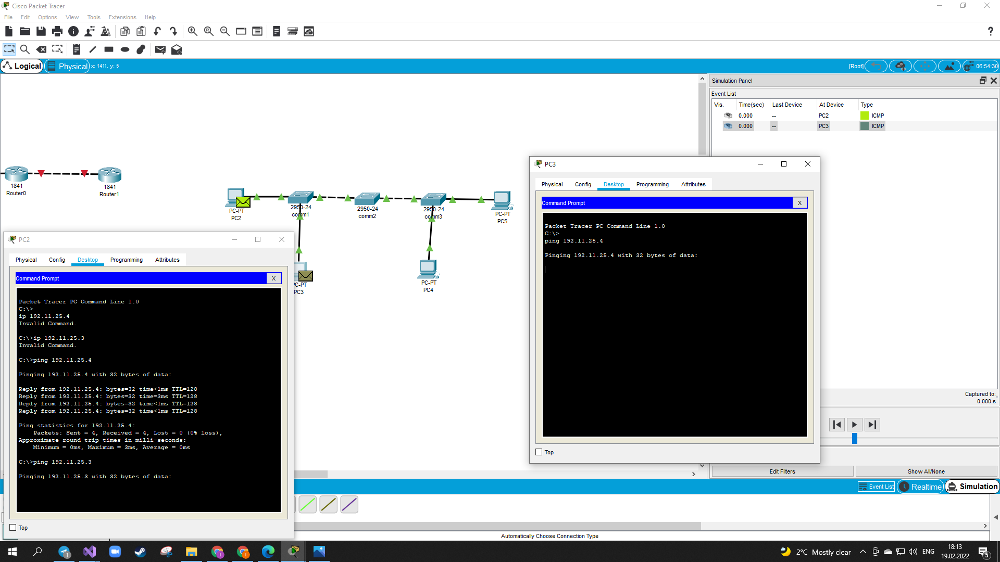 Cisco Packet Tracer
File Edit Options View Tools Extensions Help
?
Logical Physical x: 1411, y: 5 [Root] 06:54:30
Simulation Panel
Event List
Vis. Time(sec) Last Device At Device Type
0.000 -- PC2 ICMP
0.000 -- PC3 ICMP
1841
Router0
1841
Router1
PC-PT
PC2
2950-24
comm1
2950-24
comm2
2950-24
comm3
PC-PT
PC5
PC-PT
PC3
PC-PT
PC4
PC3
Physical Config Desktop Programming Attributes
Command Prompt X
Packet Tracer PC Command Line 1.0
C:\>
ping 192.11.25.4
Pinging 192.11.25.4 with 32 bytes of data:
Top
PC2
Physical Config Desktop Programming Attributes
Command Prompt X
Packet Tracer PC Command Line 1.0
C:\>
ip 192.11.25.4
Invalid Command.
C:\>ip 192.11.25.3
Invalid Command.
C:\>ping 192.11.25.4
Pinging 192.11.25.4 with 32 bytes of data:
Reply from 192.11.25.4: bytes=32 time<1ms TTL=128
Reply from 192.11.25.4: bytes=32 time=3ms TTL=128
Reply from 192.11.25.4: bytes=32 time<1ms TTL=128
Reply from 192.11.25.4: bytes=32 time<1ms TTL=128
Ping statistics for 192.11.25.4:
Packets: Sent = 4, Received = 4, Lost = 0 (0% loss),
Approximate round trip times in milli-seconds:
Minimum = 0ms, Maximum = 3ms, Average = 0ms
C:\>ping 192.11.25.3
Pinging 192.11.25.3 with 32 bytes of data:
Top
Captured to:
0.000 s
Edit Filters Show All/None
Event List Realtime Simulation
Automatically Choose Connection Type
2°C Mostly clear ENG 18:13
19.02.2022
5